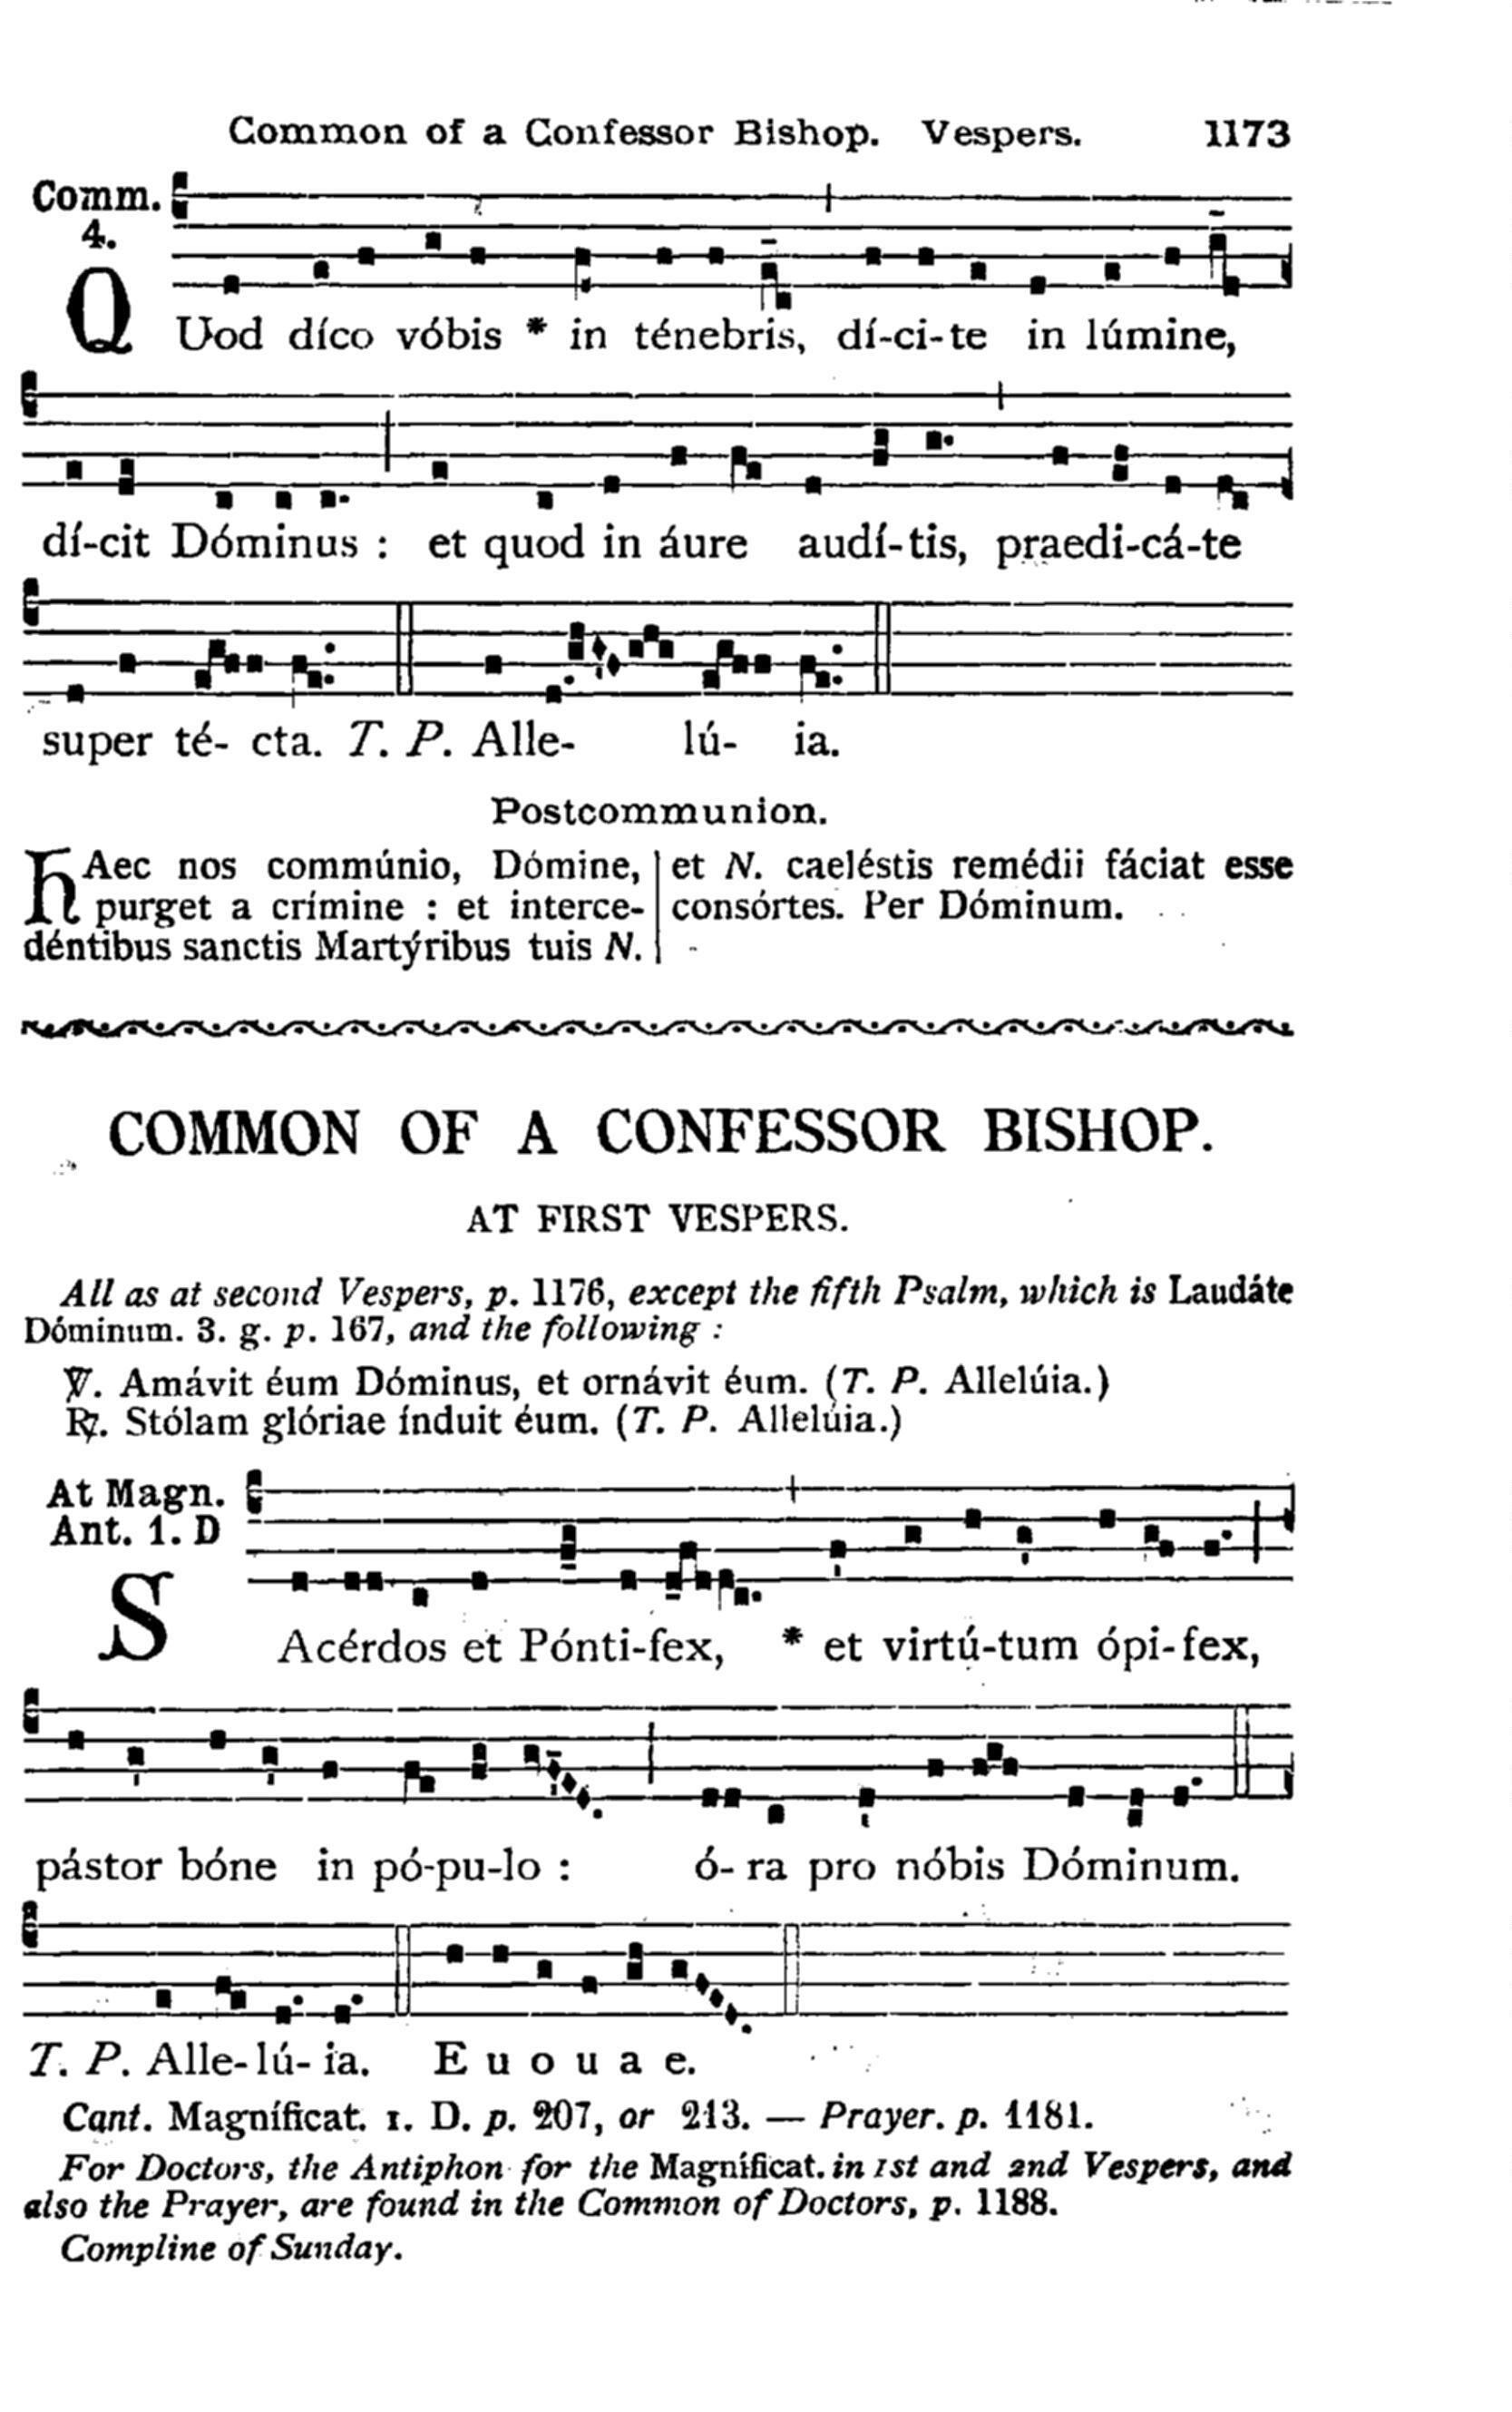 Common of a Confessor Bishop. Vespers. 1173
Comm.
4.
QUod díco vóbis * in ténebris, dí-ci-te in lúmine,
dí-cit Dóminus : et quod in áure audí-tis, praedi-cá-te
super té- cta. T. P. Alle- lú- ia.
Postcommunion.
HAec nos commúnio, Dómine,
purget a crímine : et interce-
déntibus sanctis Martýribus tuis N.
et N. caeléstis remédii fáciat esse
consórtes. Per Dóminum.
COMMON OF A CONFESSOR BISHOP.
AT FIRST VESPERS.
All as at second Vespers, p. 1176, except the fifth Psalm, which is Laudáte
Dóminum. 3. g. p. 167, and the following :
℣. Amávit éum Dóminus, et ornávit éum. (T. P. Allelúia.)
℟. Stólam glóriae índuit éum. (T. P. Allelúia.)
At Magn.
Ant. 1. D
SAcérdos et Pónti-fex, * et virtú-tum ópi-fex,
pástor bóne in pó-pu-lo : ó- ra pro nóbis Dóminum.
T. P. Alle-lú- ia. E u o u a e.
Cant. Magníficat. 1. D. p. 207, or 213. — Prayer. p. 1181.
For Doctors, the Antiphon for the Magníficat. in 1st and 2nd Vespers, and
also the Prayer, are found in the Common of Doctors, p. 1188.
Compline of Sunday.